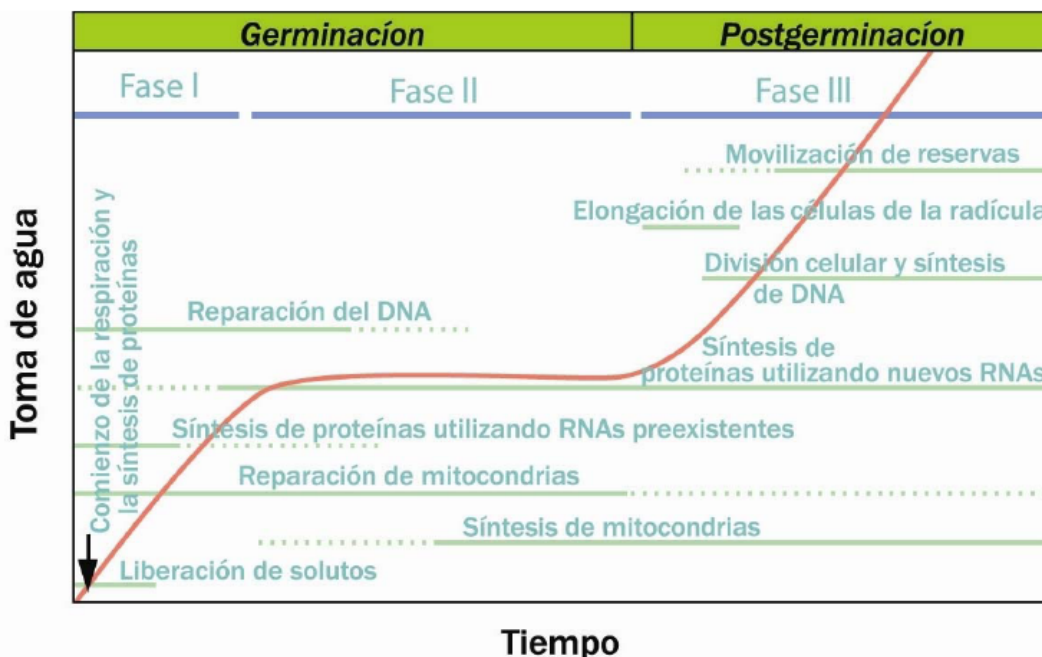 Germinacíon
Postgerminacíon
Fase I
Fase II
Fase III
Movilización de reservas
Elongación de las células de la radícula
División celular y síntesis
de DNA
Reparación del DNA
Síntesis de
proteínas utilizando nuevos RNAs
Síntesis de proteínas utilizando RNAs preexistentes
Reparación de mitocondrias
Síntesis de mitocondrias
Liberación de solutos
Comienzo de la respiración y
la síntesis de proteínas
Toma de agua
Tiempo